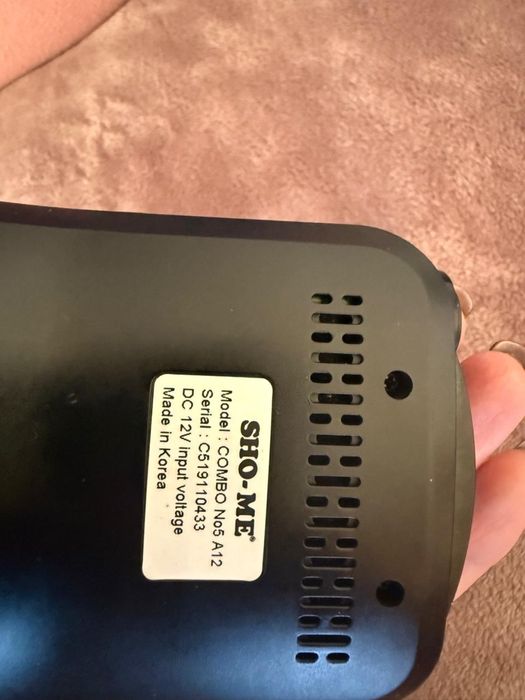 SHO-ME®
Model : COMBO No5 A12
Serial : C519110433
DC 12V input voltage
Made in Korea